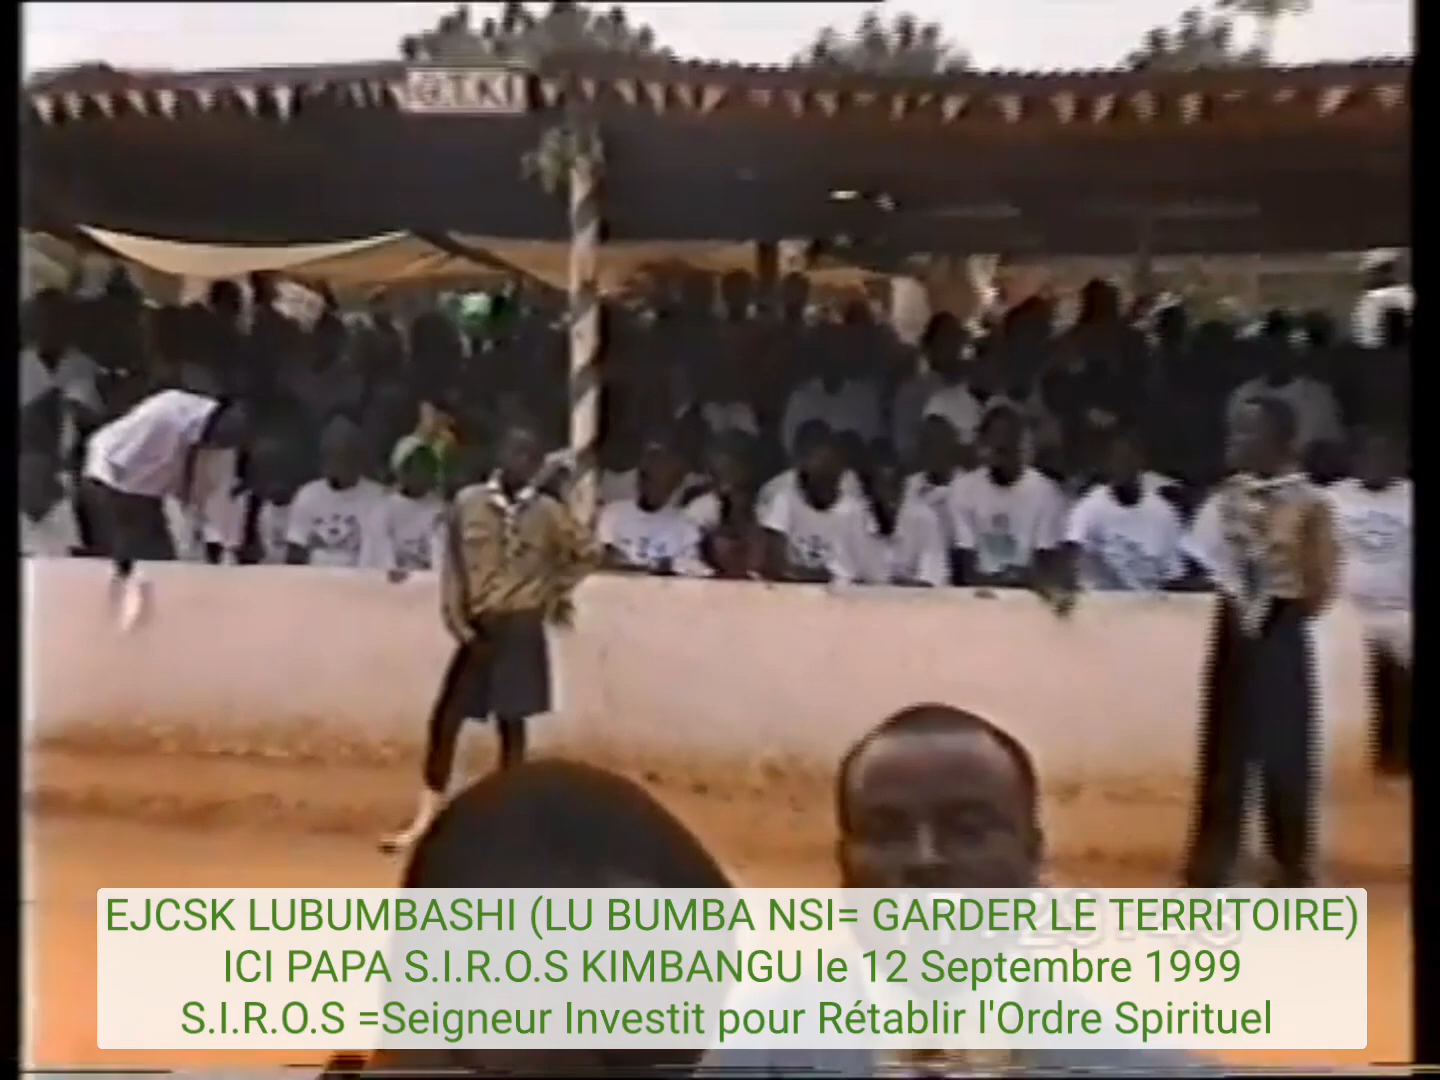 EJCSK LUBUMBASHI (LU BUMBA NSI= GARDER LE TERRITOIRE)
ICI PAPA S.I.R.O.S KIMBANGU le 12 Septembre 1999
S.I.R.O.S =Seigneur Investit pour Rétablir l'Ordre Spirituel